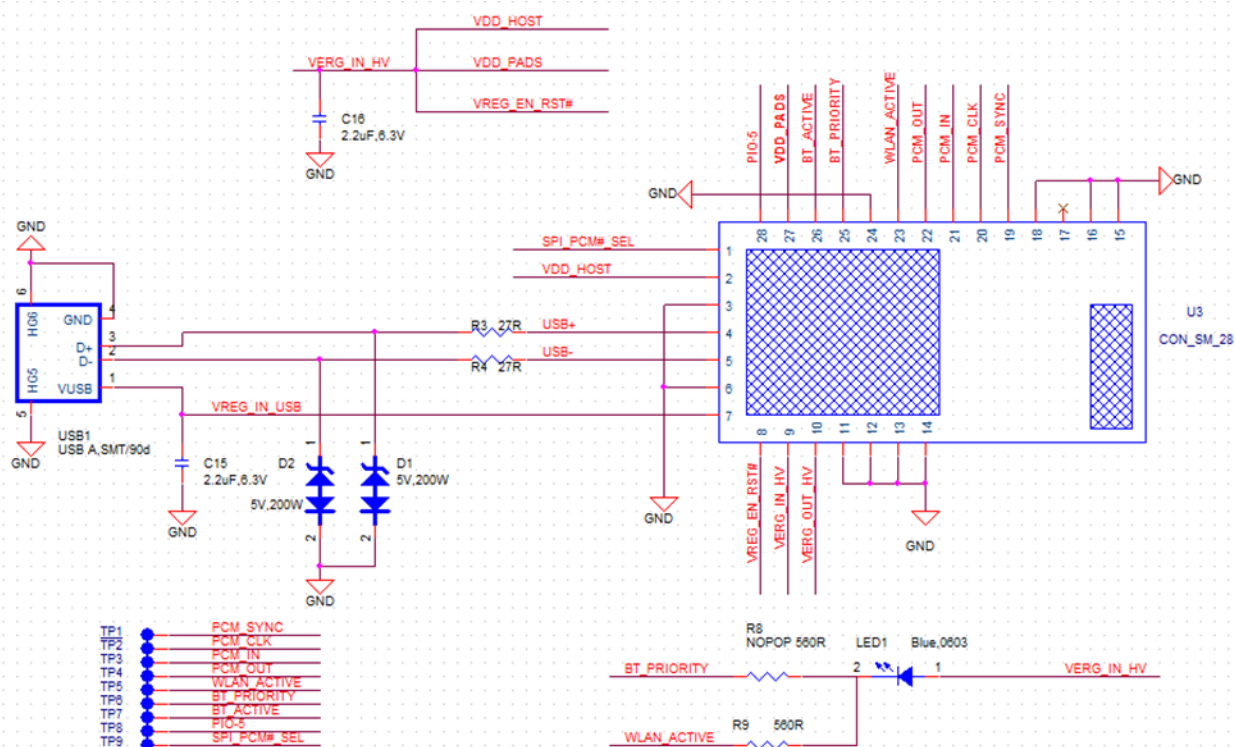 VDD_HOST
VERG_IN_HV
VDD_PADS
VREG_EN_RST#
C16
2.2uF,6.3V
GND
PIO-5
VDD_PADS
BT_ACTIVE
BT_PRIORITY
WLAN_ACTIVE
PCM_OUT
PCM_IN
PCM_CLK
PCM_SYNC
GND
GND
28
27
26
25
24
23
22
21
20
19
18
17
16
15
SPI_PCM#_SEL
1
VDD_HOST
2
3
USB+
4
USB-
5
6
7
U3
CON_SM_28
8
9
10
11
12
13
14
VREG_EN_RST#
VERG_IN_HV
VERG_OUT_HV
GND
GND
GND
6
HG6
GND
4
D+
3
D-
2
HG5
VUSB
1
5
GND
USB1
USB A,SMT/90d
R3 27R
R4 27R
VREG_IN_USB
C15
2.2uF,6.3V
GND
D2
1
5V,200W
2
D1
1
5V,200W
2
GND
TP1 PCM_SYNC
TP2 PCM_CLK
TP3 PCM_IN
TP4 PCM_OUT
TP5 WLAN_ACTIVE
TP6 BT_PRIORITY
TP7 BT_ACTIVE
TP8 PIO-5
TP9 SPI_PCM#_SEL
R8
NOPOP 560R
LED1 Blue,0603
BT_PRIORITY
2
1
VERG_IN_HV
R9 560R
WLAN_ACTIVE